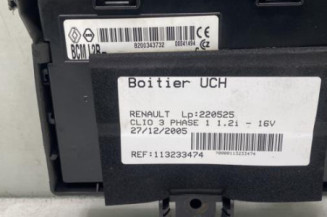 BCM L2B
8200343732
Boitier UCH
RENAULT Lp:220525
CLIO 3 PHASE 1 1.2i - 16V
27/12/2005
REF:113233474